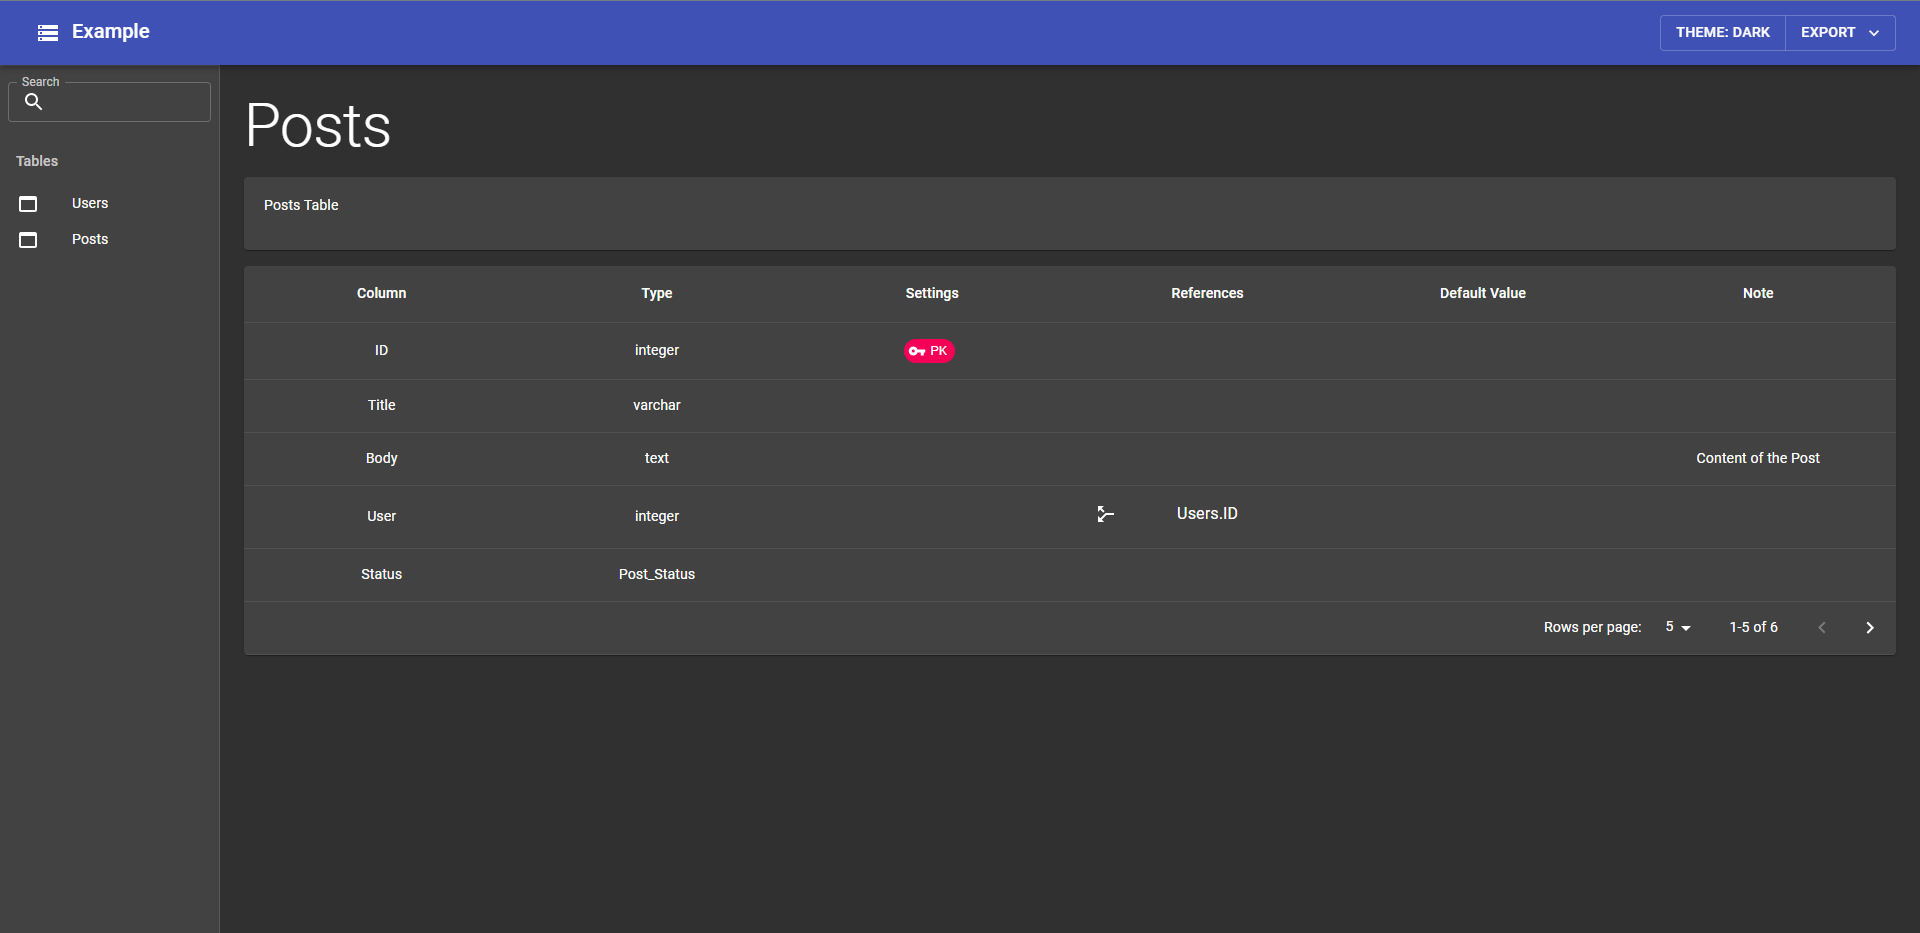 Example
THEME: DARK
EXPORT
Search
Tables
Users
Posts
Posts
Posts Table
Column Type Settings References Default Value Note
ID integer PK
Title varchar
Body text Content of the Post
User integer Users.ID
Status Post_Status
Rows per page: 5 1-5 of 6